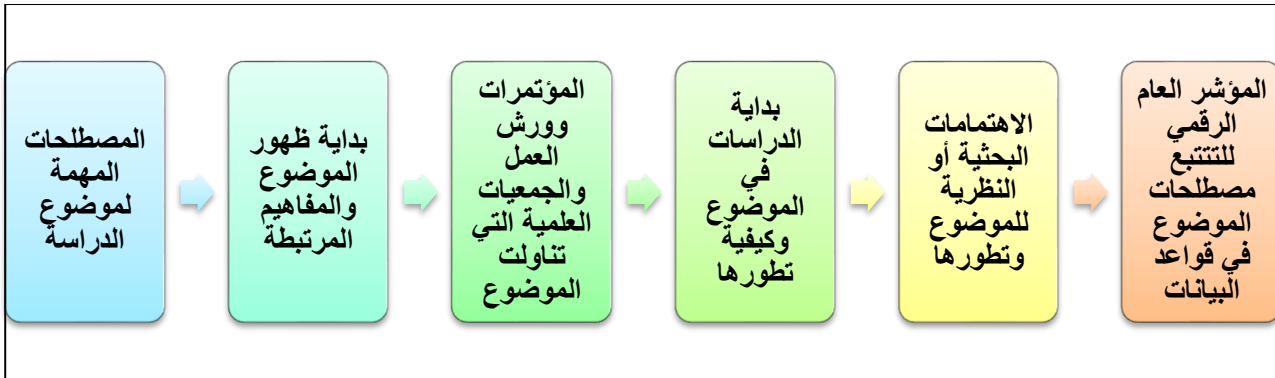 المصطلحات
المهمة
لموضوع
الدراسة
بداية ظهور
الموضوع
والمفاهيم
المرتبطة
المؤتمرات
وورش
العمل
والجمعيات
العلمية التي
تناولت
الموضوع
بداية
الدراسات
في
الموضوع
وكيفية
تطورها
الاهتمامات
البحثية أو
النظرية
للموضوع
وتطورها
المؤشر العام
الرقمي
للتتتبع
مصطلحات
الموضوع
في قواعد
البيانات